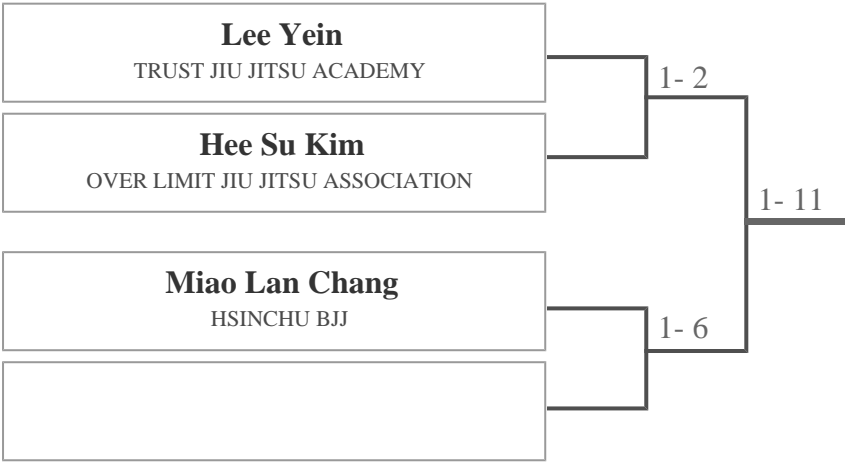 Lee Yein
TRUST JIU JITSU ACADEMY
1- 2
Hee Su Kim
OVER LIMIT JIU JITSU ASSOCIATION
1- 11
Miao Lan Chang
HSINCHU BJJ
1- 6